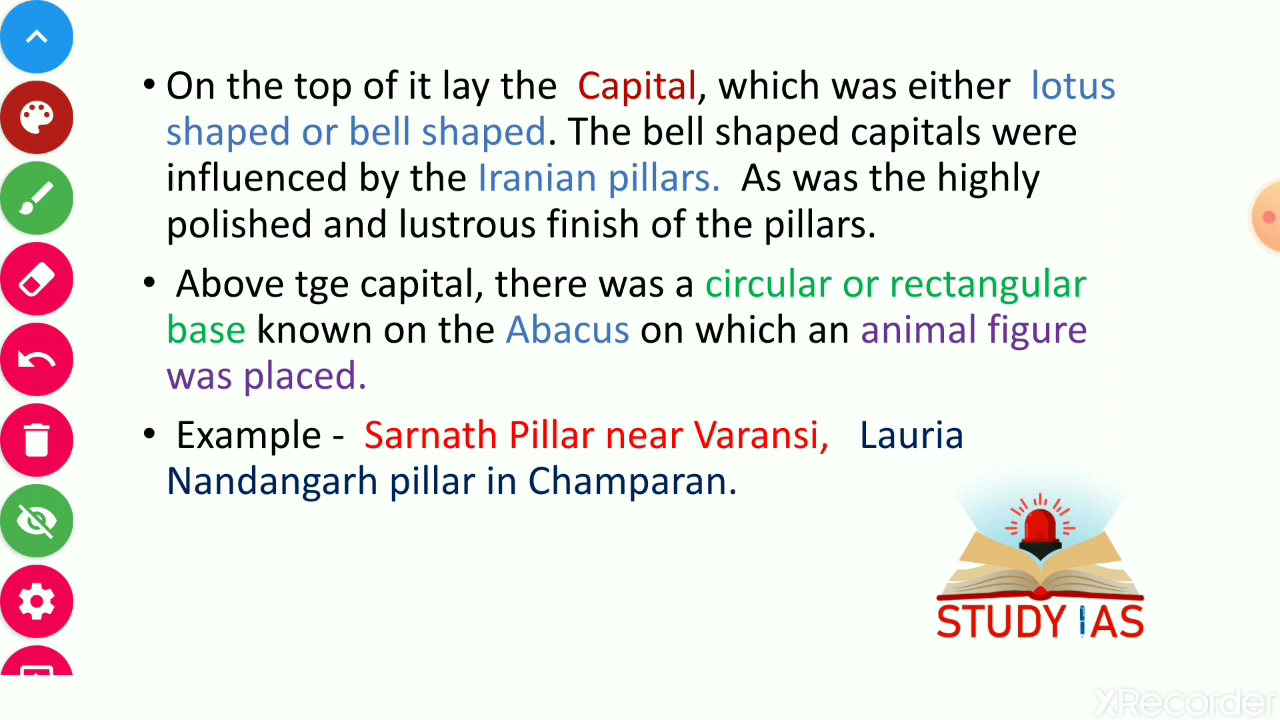 • On the top of it lay the Capital, which was either lotus
shaped or bell shaped. The bell shaped capitals were
influenced by the Iranian pillars. As was the highly
polished and lustrous finish of the pillars.
• Above tge capital, there was a circular or rectangular
base known on the Abacus on which an animal figure
was placed.
• Example - Sarnath Pillar near Varansi, Lauria
Nandangarh pillar in Champaran.
STUDY IAS
XRecorder